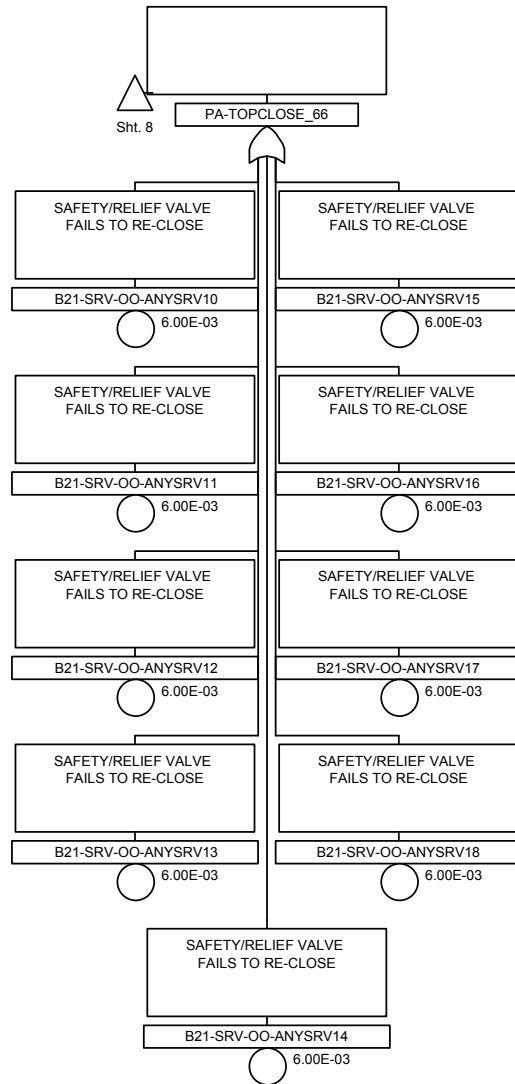 Sht. 8
PA-TOPCLOSE_66
SAFETY/RELIEF VALVE
FAILS TO RE-CLOSE
B21-SRV-OO-ANYSRV10
6.00E-03
SAFETY/RELIEF VALVE
FAILS TO RE-CLOSE
B21-SRV-OO-ANYSRV15
6.00E-03
SAFETY/RELIEF VALVE
FAILS TO RE-CLOSE
B21-SRV-OO-ANYSRV11
6.00E-03
SAFETY/RELIEF VALVE
FAILS TO RE-CLOSE
B21-SRV-OO-ANYSRV16
6.00E-03
SAFETY/RELIEF VALVE
FAILS TO RE-CLOSE
B21-SRV-OO-ANYSRV12
6.00E-03
SAFETY/RELIEF VALVE
FAILS TO RE-CLOSE
B21-SRV-OO-ANYSRV17
6.00E-03
SAFETY/RELIEF VALVE
FAILS TO RE-CLOSE
B21-SRV-OO-ANYSRV13
6.00E-03
SAFETY/RELIEF VALVE
FAILS TO RE-CLOSE
B21-SRV-OO-ANYSRV18
6.00E-03
SAFETY/RELIEF VALVE
FAILS TO RE-CLOSE
B21-SRV-OO-ANYSRV14
6.00E-03